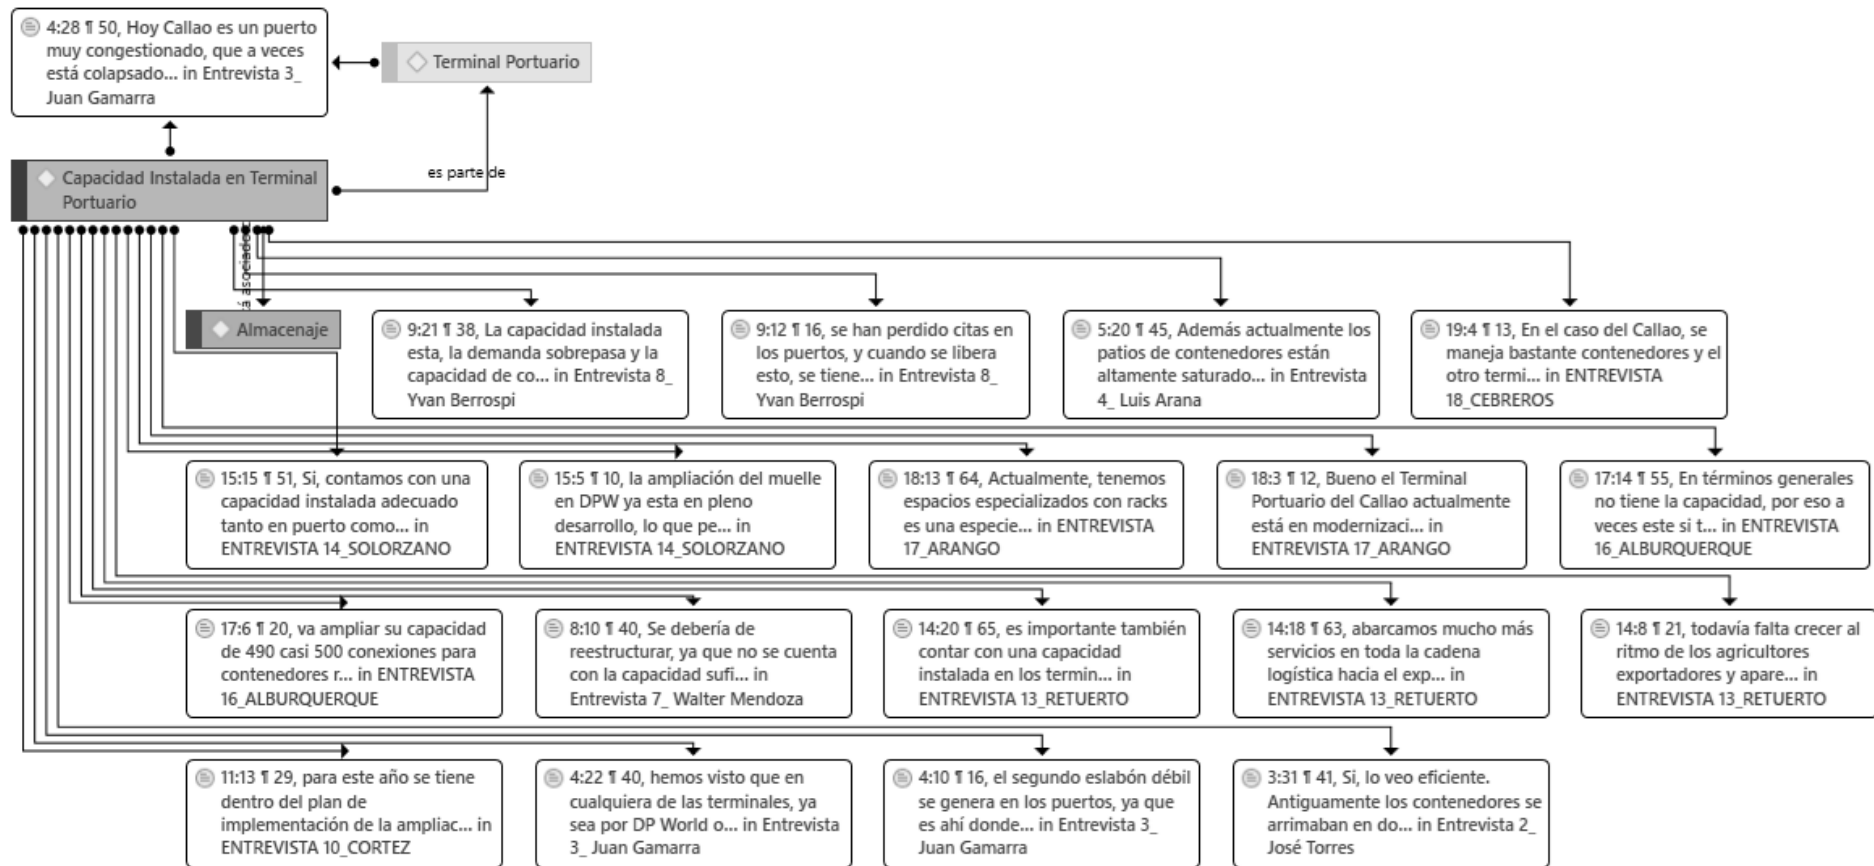 4:28 ¶ 50, Hoy Callao es un puerto
muy congestionado, que a veces
está colapsado... in Entrevista 3_
Juan Gamarra
Terminal Portuario
es parte de
Capacidad Instalada en Terminal
Portuario
asociado
Almacenaje
9:21 ¶ 38, La capacidad instalada
esta, la demanda sobrepasa y la
capacidad de co... in Entrevista 8_
Yvan Berrospi
9:12 ¶ 16, se han perdido citas en
los puertos, y cuando se libera
esto, se tiene... in Entrevista 8_
Yvan Berrospi
5:20 ¶ 45, Además actualmente los
patios de contenedores están
altamente saturado... in Entrevista
4_ Luis Arana
19:4 ¶ 13, En el caso del Callao, se
maneja bastante contenedores y el
otro termi... in ENTREVISTA
18_CEBREROS
15:15 ¶ 51, Si, contamos con una
capacidad instalada adecuado
tanto en puerto como... in
ENTREVISTA 14_SOLORZANO
15:5 ¶ 10, la ampliación del muelle
en DPW ya esta en pleno
desarrollo, lo que pe... in
ENTREVISTA 14_SOLORZANO
18:13 ¶ 64, Actualmente, tenemos
espacios especializados con racks
es una especie... in ENTREVISTA
17_ARANGO
18:3 ¶ 12, Bueno el Terminal
Portuario del Callao actualmente
está en modernizaci... in
ENTREVISTA 17_ARANGO
17:14 ¶ 55, En términos generales
no tiene la capacidad, por eso a
veces este si t... in ENTREVISTA
16_ALBURQUERQUE
17:6 ¶ 20, va ampliar su capacidad
de 490 casi 500 conexiones para
contenedores r... in ENTREVISTA
16_ALBURQUERQUE
8:10 ¶ 40, Se debería de
reestructurar, ya que no se cuenta
con la capacidad sufi... in
Entrevista 7_ Walter Mendoza
14:20 ¶ 65, es importante también
contar con una capacidad
instalada en los termin... in
ENTREVISTA 13_RETUERTO
14:18 ¶ 63, abarcamos mucho más
servicios en toda la cadena
logística hacia el exp... in
ENTREVISTA 13_RETUERTO
14:8 ¶ 21, todavía falta crecer al
ritmo de los agricultores
exportadores y apare... in
ENTREVISTA 13_RETUERTO
11:13 ¶ 29, para este año se tiene
dentro del plan de
implementación de la ampliac... in
ENTREVISTA 10_CORTEZ
4:22 ¶ 40, hemos visto que en
cualquiera de las terminales, ya
sea por DP World o... in Entrevista
3_ Juan Gamarra
4:10 ¶ 16, el segundo eslabón débil
se genera en los puertos, ya que
es ahí donde... in Entrevista 3_
Juan Gamarra
3:31 ¶ 41, Si, lo veo eficiente.
Antiguamente los contenedores se
arrimaban en do... in Entrevista 2_
José Torres